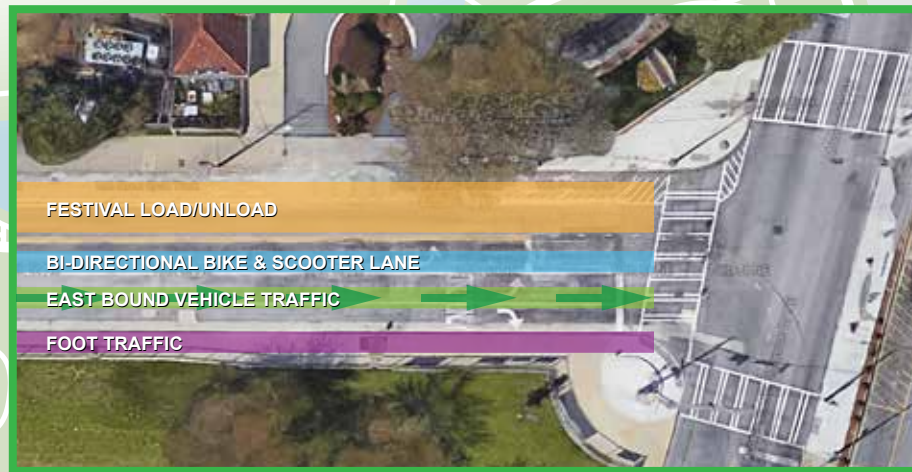 FESTIVAL LOAD/UNLOAD
BI-DIRECTIONAL BIKE & SCOOTER LANE
EAST BOUND VEHICLE TRAFFIC
FOOT TRAFFIC